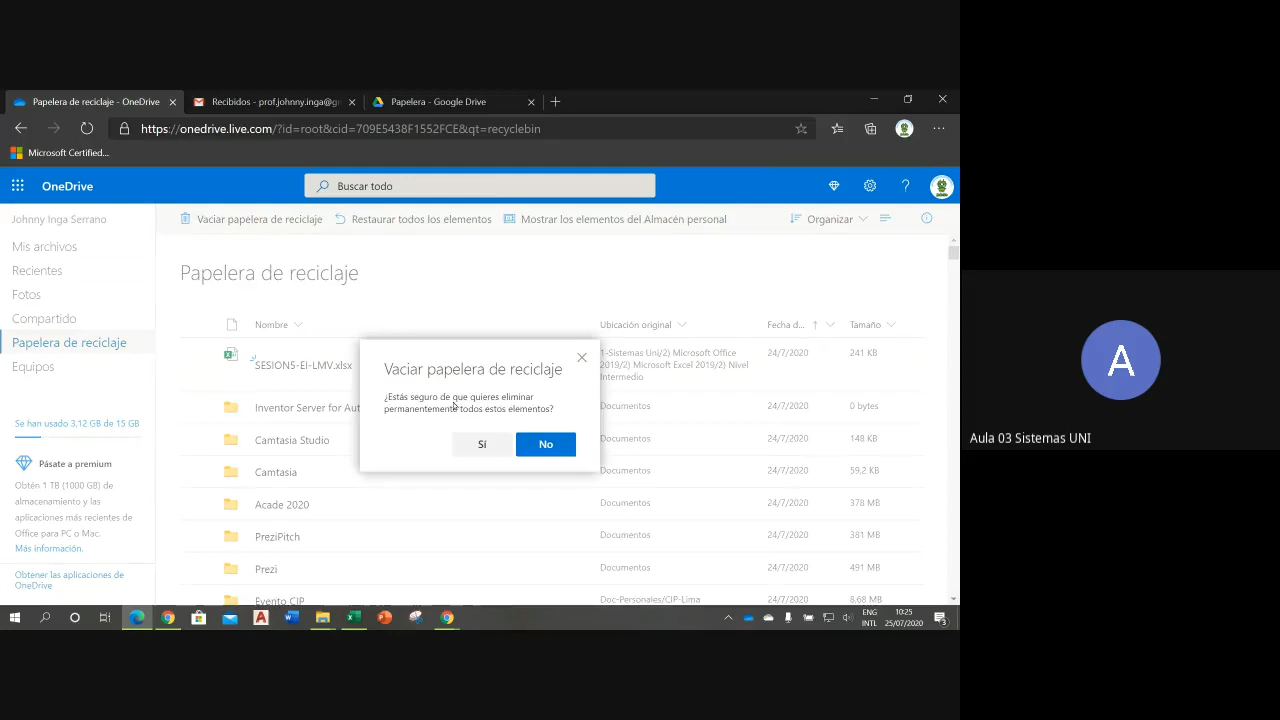 Papelera de reciclaje - OneDrive
Recibidos - prof.johnny.inga@g
Papelera - Google Drive
https://onedrive.live.com/?id=root&cid=709E5438F1552FCE&qt=recyclebin
Microsoft Certified...
OneDrive
Buscar todo
Johnny Inga Serrano
Vaciar papelera de reciclaje
Restaurar todos los elementos
Mostrar los elementos del Almacén personal
Organizar
Mis archivos
Recientes
Fotos
Compartido
Papelera de reciclaje
Equipos
Se han usado 3,12 GB de 15 GB
Pásate a premium
Obtén 1 TB (1000 GB) de
almacenamiento y las
aplicaciones más recientes de
Office para PC o Mac.
Más información.
Obtener las aplicaciones de
OneDrive
Papelera de reciclaje
Nombre
Ubicación original
Fecha d...
Tamaño
SESION5-EI-LMV.xlsx
1-Sistemas Uni/2) Microsoft Office
2019/2) Microsoft Excel 2019/2) Nivel
Intermedio
24/7/2020
241 KB
Inventor Server for Aut
Documentos
24/7/2020
0 bytes
Camtasia Studio
Documentos
24/7/2020
148 KB
Camtasia
Documentos
24/7/2020
59,2 KB
Acade 2020
Documentos
24/7/2020
378 MB
PreziPitch
Documentos
24/7/2020
381 MB
Prezi
Documentos
24/7/2020
491 MB
Evento CIP
Doc-Personales/CIP-Lima
24/7/2020
8,68 MB
Vaciar papelera de reciclaje
¿Estás seguro de que quieres eliminar
permanentemente todos estos elementos?
Sí
No
ENG
INTL
10:25
25/07/2020
3
A
Aula 03 Sistemas UNI